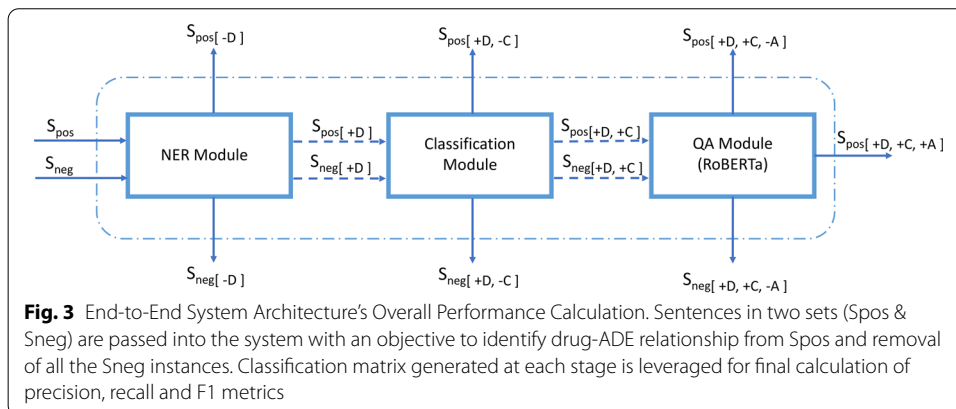 Spos[ -D ]
Spos[ +D, -C ]
Spos[ +D, +C, -A ]
Spos
Sneg
NER Module
Spos[ +D ]
Sneg[ +D ]
Classification
Module
Spos[+D, +C ]
Sneg[+D, +C ]
QA Module
(RoBERTa)
Spos[ +D, +C, +A ]
Sneg[ -D ]
Sneg[ +D, -C ]
Sneg[ +D, +C, -A ]
Fig. 3 End-to-End System Architecture's Overall Performance Calculation. Sentences in two sets (Spos &
Sneg) are passed into the system with an objective to identify drug-ADE relationship from Spos and removal
of all the Sneg instances. Classification matrix generated at each stage is leveraged for final calculation of
precision, recall and F1 metrics